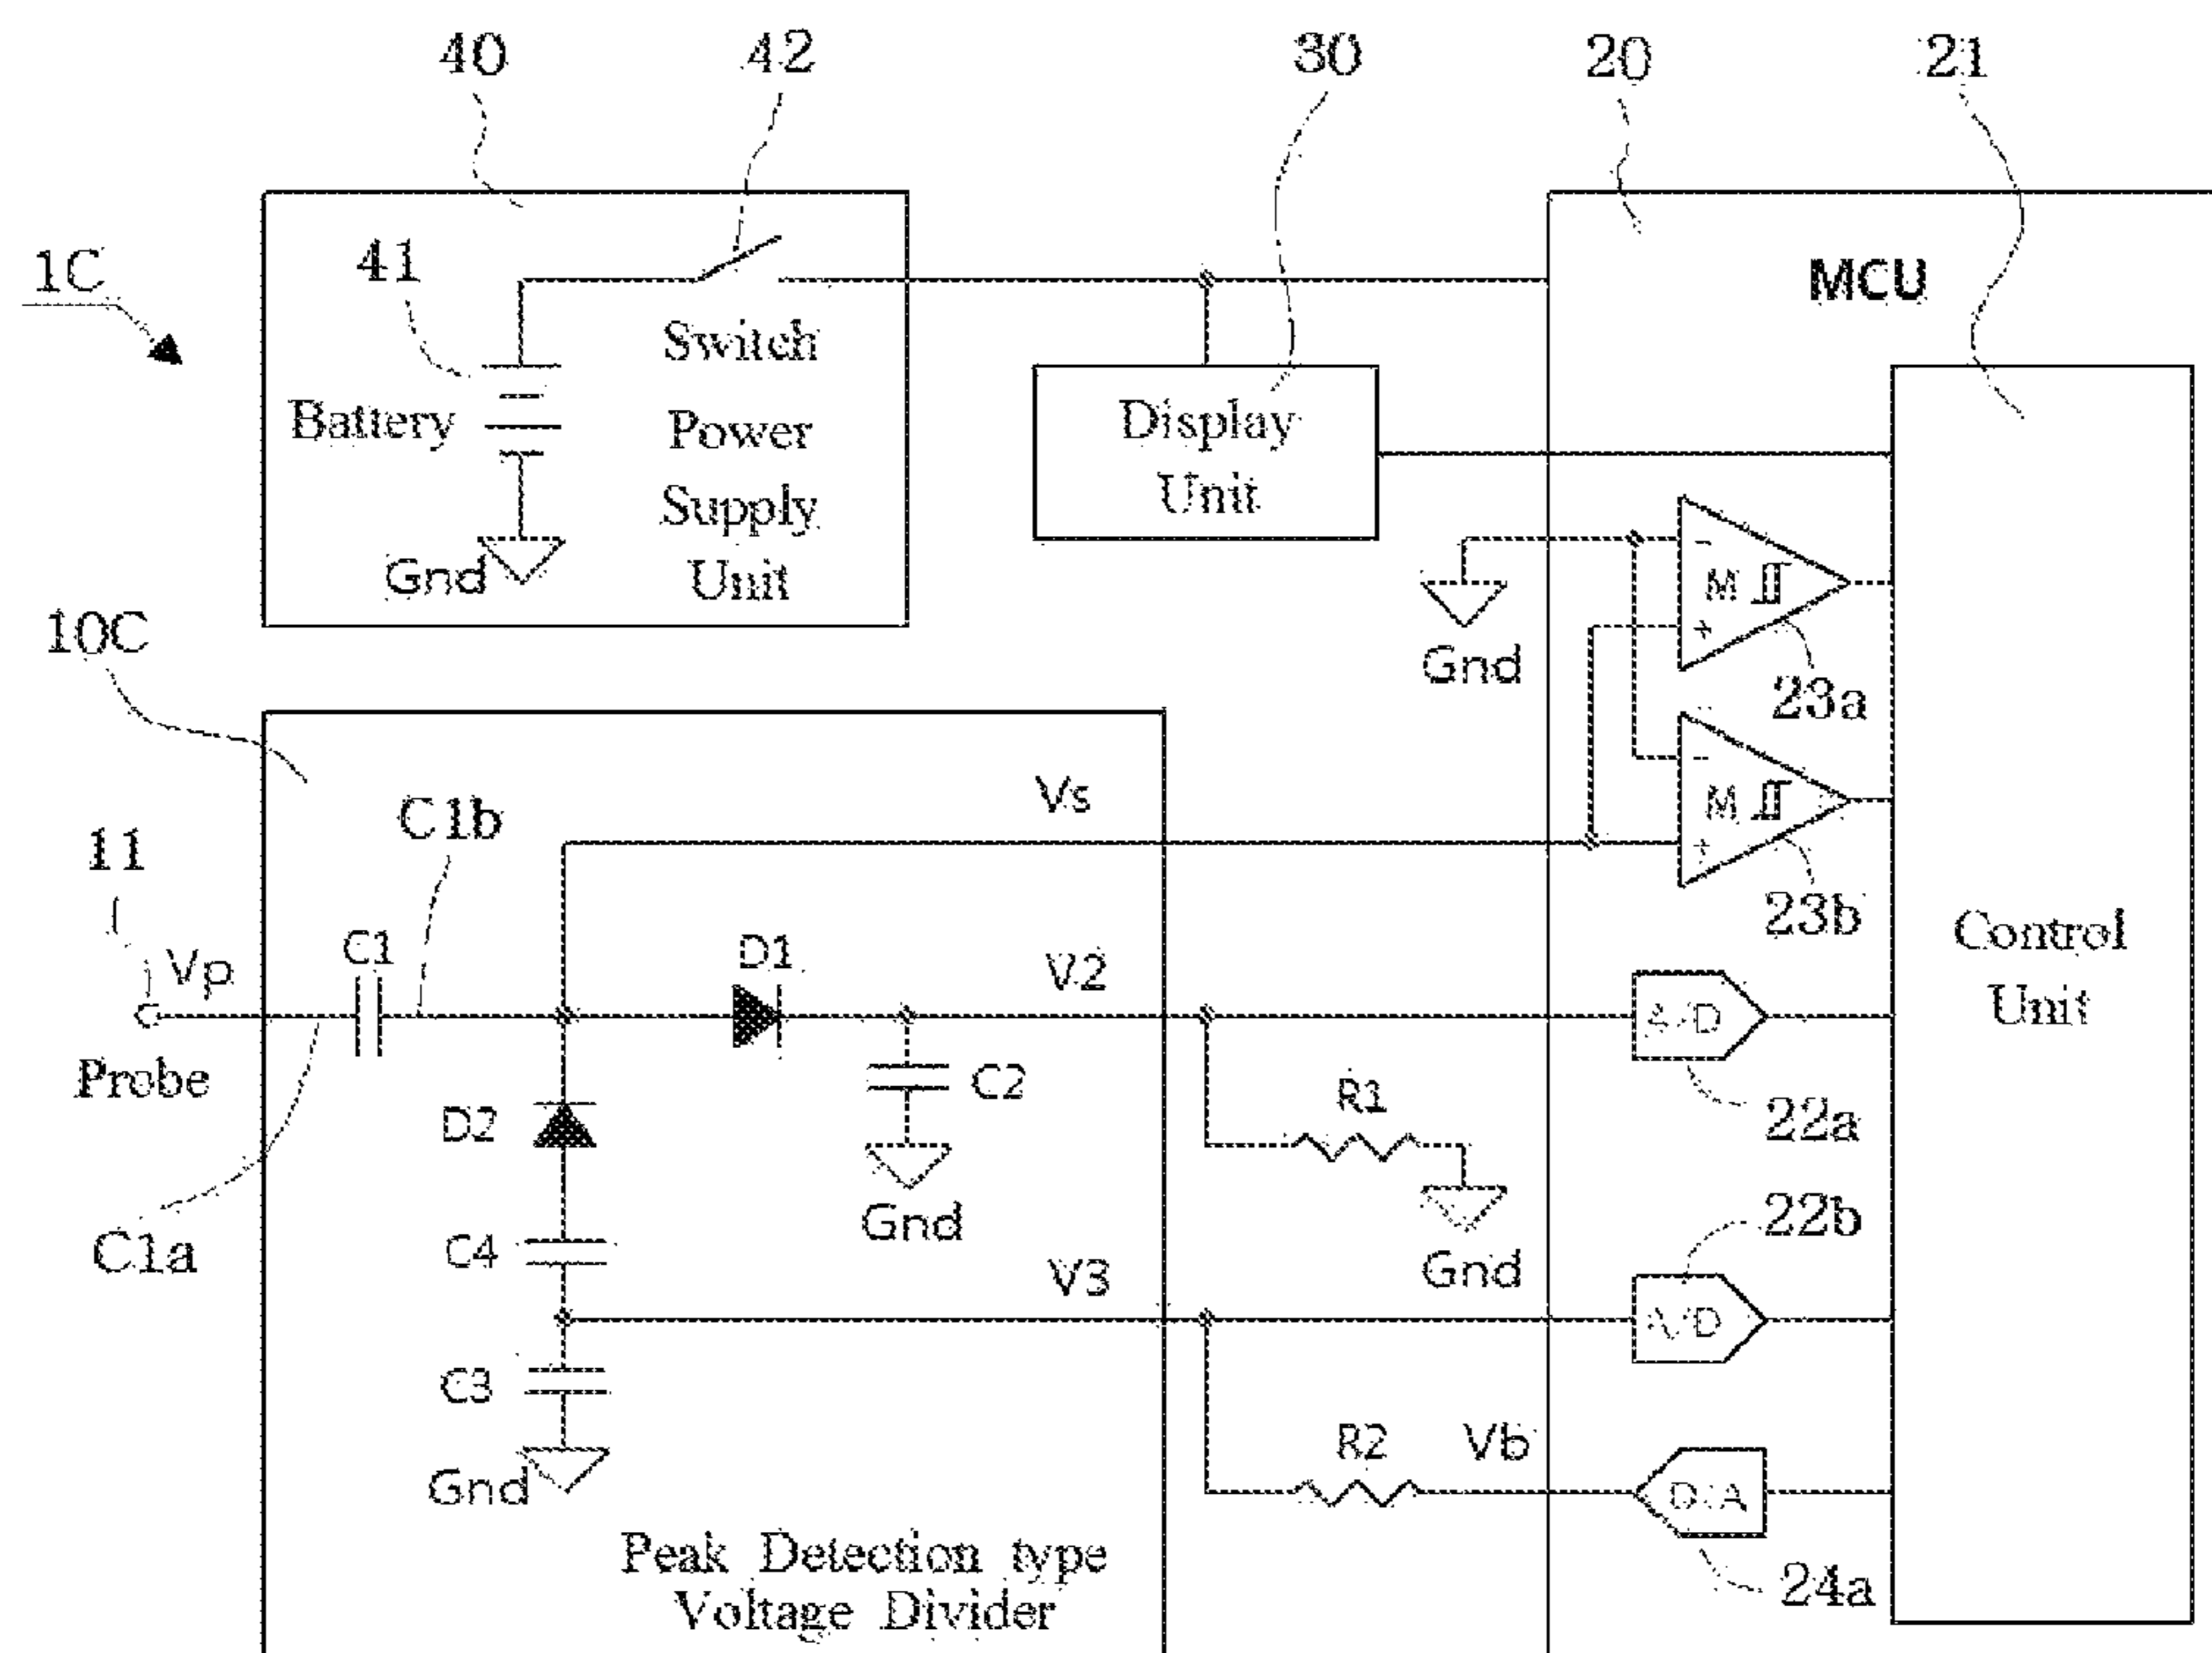 40
42
30
20
21
1C
41
MCU
Switch
Battery
Power
Supply
Unit
Gnd
Display
Unit
-
M
+
23a
Gnd
10C
-
M
+
23b
Vs
C1b
11
Vp
C1
D1
V2
A/D
Control
Unit
Probe
D2
C2
R1
22a
Gnd
C1a
C4
V3
Gnd
22b
A/D
C3
R2
Vb
D/A
Gnd
24a
Peak Detection type
Voltage Divider